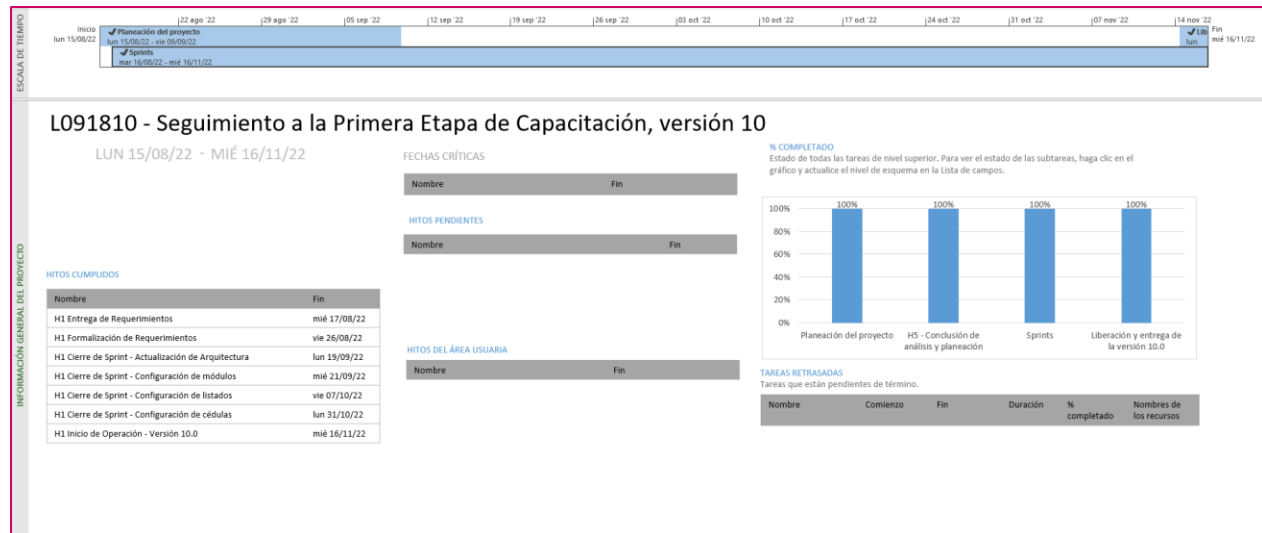 ESCALA DE TIEMPO
22 ago '22 29 ago '22 05 sep '22 12 sep '22 19 sep '22 26 sep '22 03 oct '22 10 oct '22 17 oct '22 24 oct '22 31 oct '22 07 nov '22 14 nov '22
Inicio
lun 15/08/22
Planeación del proyecto
lun 15/08/22 - vie 09/09/22
Lib
lun
Fin
mié 16/11/22
Sprints
mar 16/08/22 - mié 16/11/22
INFORMACIÓN GENERAL DEL PROYECTO
L091810 - Seguimiento a la Primera Etapa de Capacitación, versión 10
LUN 15/08/22 - MIÉ 16/11/22
HITOS CUMPLIDOS
Nombre Fin
H1 Entrega de Requerimientos mié 17/08/22
H1 Formalización de Requerimientos vie 26/08/22
H1 Cierre de Sprint - Actualización de Arquitectura lun 19/09/22
H1 Cierre de Sprint - Configuración de módulos mié 21/09/22
H1 Cierre de Sprint - Configuración de listados vie 07/10/22
H1 Cierre de Sprint - Configuración de cédulas lun 31/10/22
H1 Inicio de Operación - Versión 10.0 mié 16/11/22
FECHAS CRÍTICAS
Nombre Fin
HITOS PENDIENTES
Nombre Fin
HITOS DEL ÁREA USUARIA
Nombre Fin
% COMPLETADO
Estado de todas las tareas de nivel superior. Para ver el estado de las subtareas, haga clic en el
gráfico y actualice el nivel de esquema en la Lista de campos.
100% 100% 100% 100%
100%
80%
60%
40%
20%
0%
Planeación del proyecto
H5 - Conclusión de
análisis y planeación
Sprints
Liberación y entrega de
la versión 10.0
TAREAS RETRASADAS
Tareas que están pendientes de término.
Nombre Comienzo Fin Duración %
completado Nombres de
los recursos